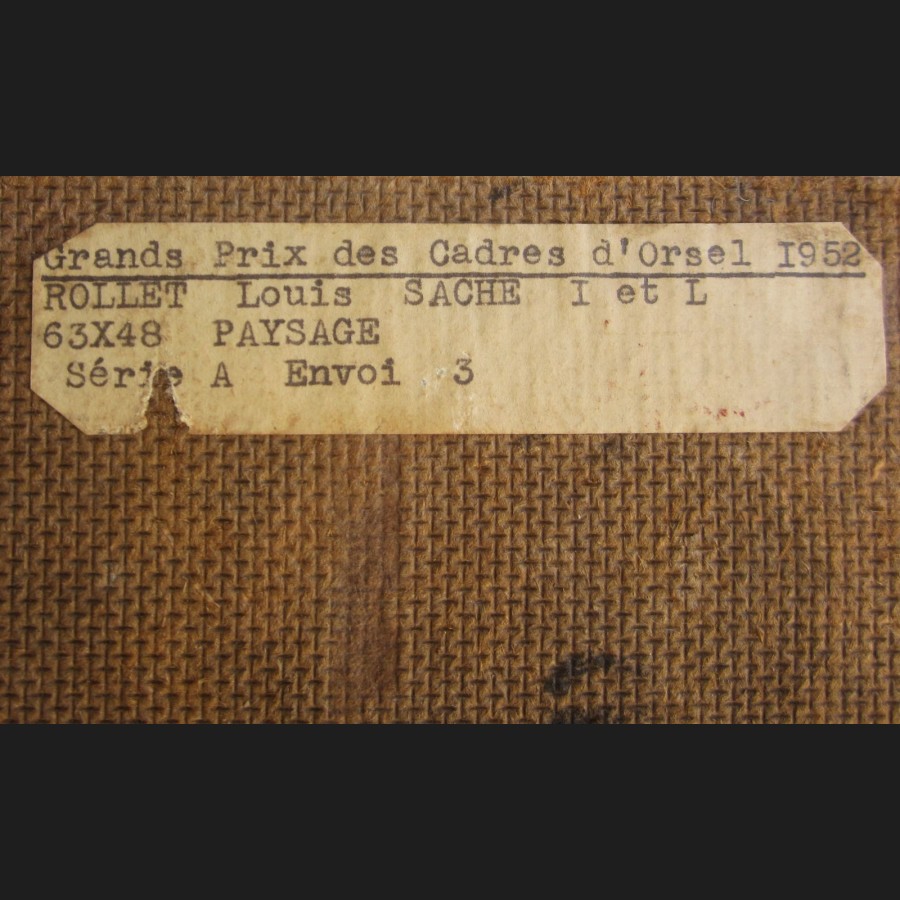 Grands Prix des Cadres d'Orsel I952
ROLLET Louis SACHE I et L
63X48 PAYSAGE
Série A Envoi 3